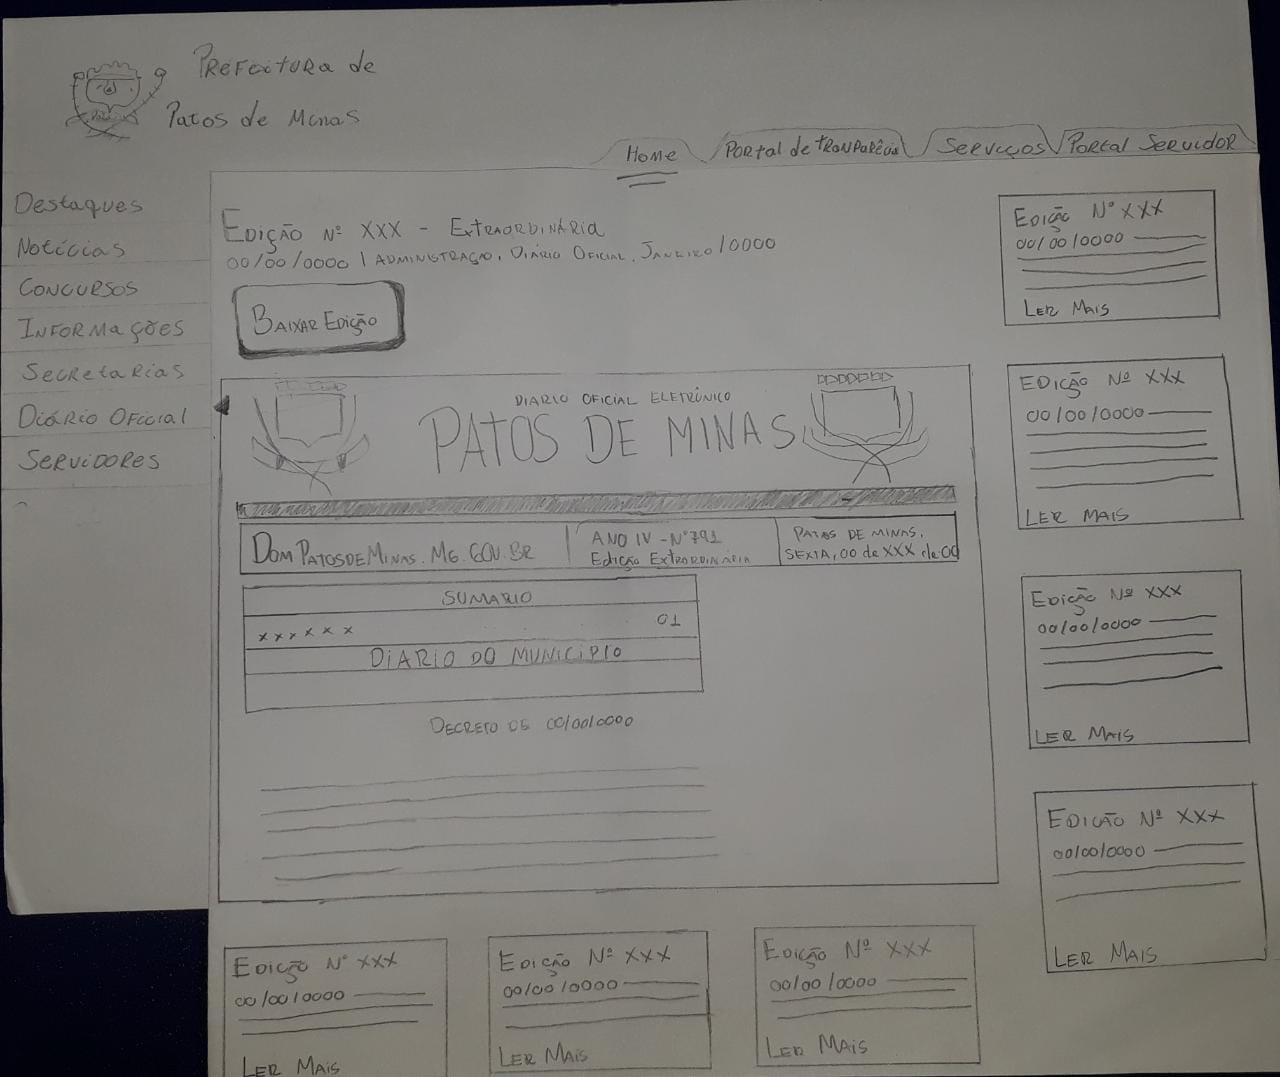 PREFEITURA de
Patos de Minas
Home
PORTAL de TRANPARÊCIA
SERVIÇOS
PORTAL SERVIDOR
Destaques
Notícias
CONCURSOS
INFORMAÇÕES
SECRETARIAS
DIÁRIO OFICIAL
SERVIDORES
EDIÇÃO Nº XXX - EXTRAORDINÁRIA
00/00/0000 | ADMINISTRAÇÃO, DIÁRIO OFICIAL, JANEIRO/0000
BAIXAR EDIÇÃO
DIARIO OFICIAL ELETRÔNICO
PATOS DE MINAS
DOM PATOSDEMINAS.MG.GOV.BR
ANO IV - Nº 791
Edição EXTRORDINÁRIA
PATOS DE MINAS,
SEXTA, 00 de XXX de 00
SUMARIO
x x x x x x 01
DIARIO DO MUNICIPIO
DECRETO DE 00/00/0000
EDIÇÃO Nº XXX
00/00/0000
LER MAIS
EDIÇÃO Nº XXX
00/00/0000
LER MAIS
EDIÇÃO Nº XXX
00/00/0000
LER MAIS
EDIÇÃO Nº XXX
00/00/0000
LER MAIS
EDIÇÃO Nº XXX
00/00/0000
LER MAIS
EDIÇÃO Nº XXX
00/00/0000
LER MAIS
EDIÇÃO Nº XXX
00/00/0000
LER MAIS